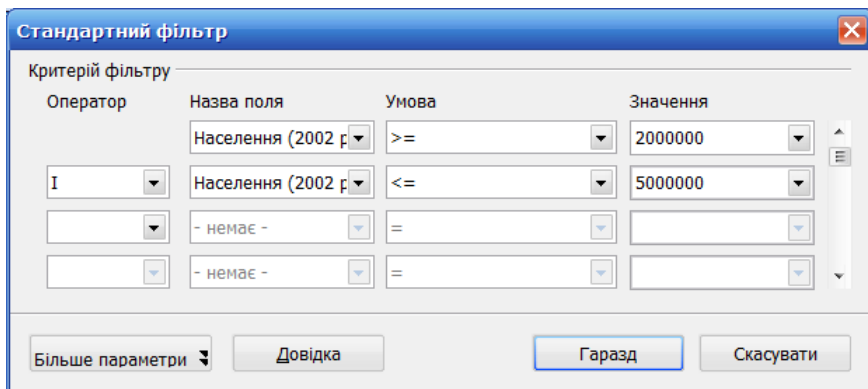 Стандартний фільтр
Критерій фільтру
Оператор Назва поля Умова Значення
Населення (2002 р >= 2000000
І Населення (2002 р <= 5000000
- немає - =
- немає - =
Більше параметри Довідка Гаразд Скасувати